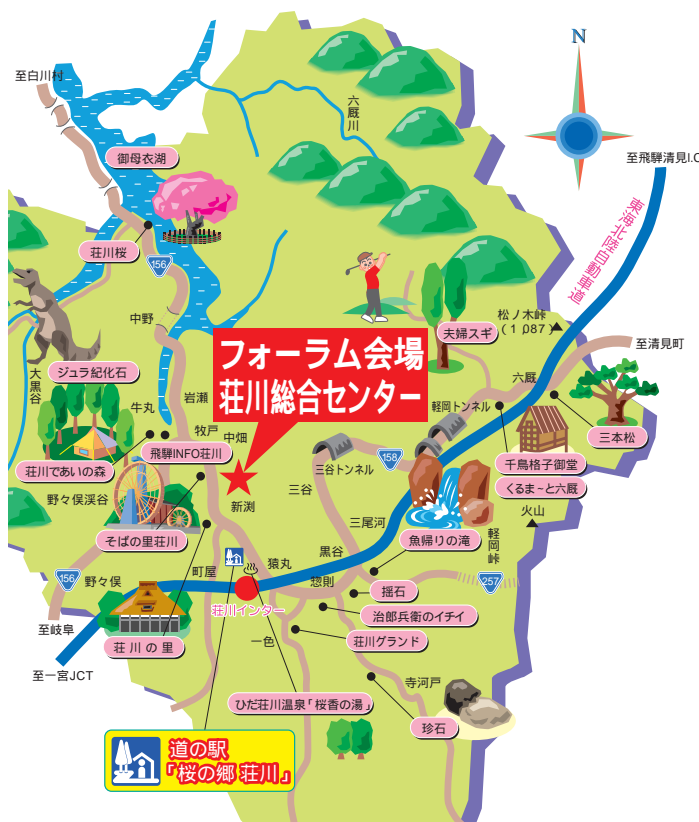 N
至白川村
六厩川
御母衣湖
至飛騨清見I.C
東海北陸自動車道
荘川桜
156
中野
松ノ木峠
(1,087)
夫婦スギ
至清見町
フォーラム会場
荘川総合センター
ジュラ紀化石
大黒谷
岩瀬
六厩
牛丸
軽岡トンネル
牧戸
中畑
三本松
飛騨INFO荘川
158
三谷トンネル
千鳥格子御堂
荘川であいの森
くるま~と六厩
三谷
野々俣渓谷
新渕
火山
三尾河
そばの里荘川
魚帰りの滝
軽岡峠
黒谷
猿丸
町屋
156
野々俣
惣則
257
揺石
荘川インター
治郎兵衛のイチイ
至岐阜
荘川の里
一色
荘川グランド
至一宮JCT
寺河戸
ひだ荘川温泉「桜香の湯」
珍石
道の駅
「桜の郷 荘川」